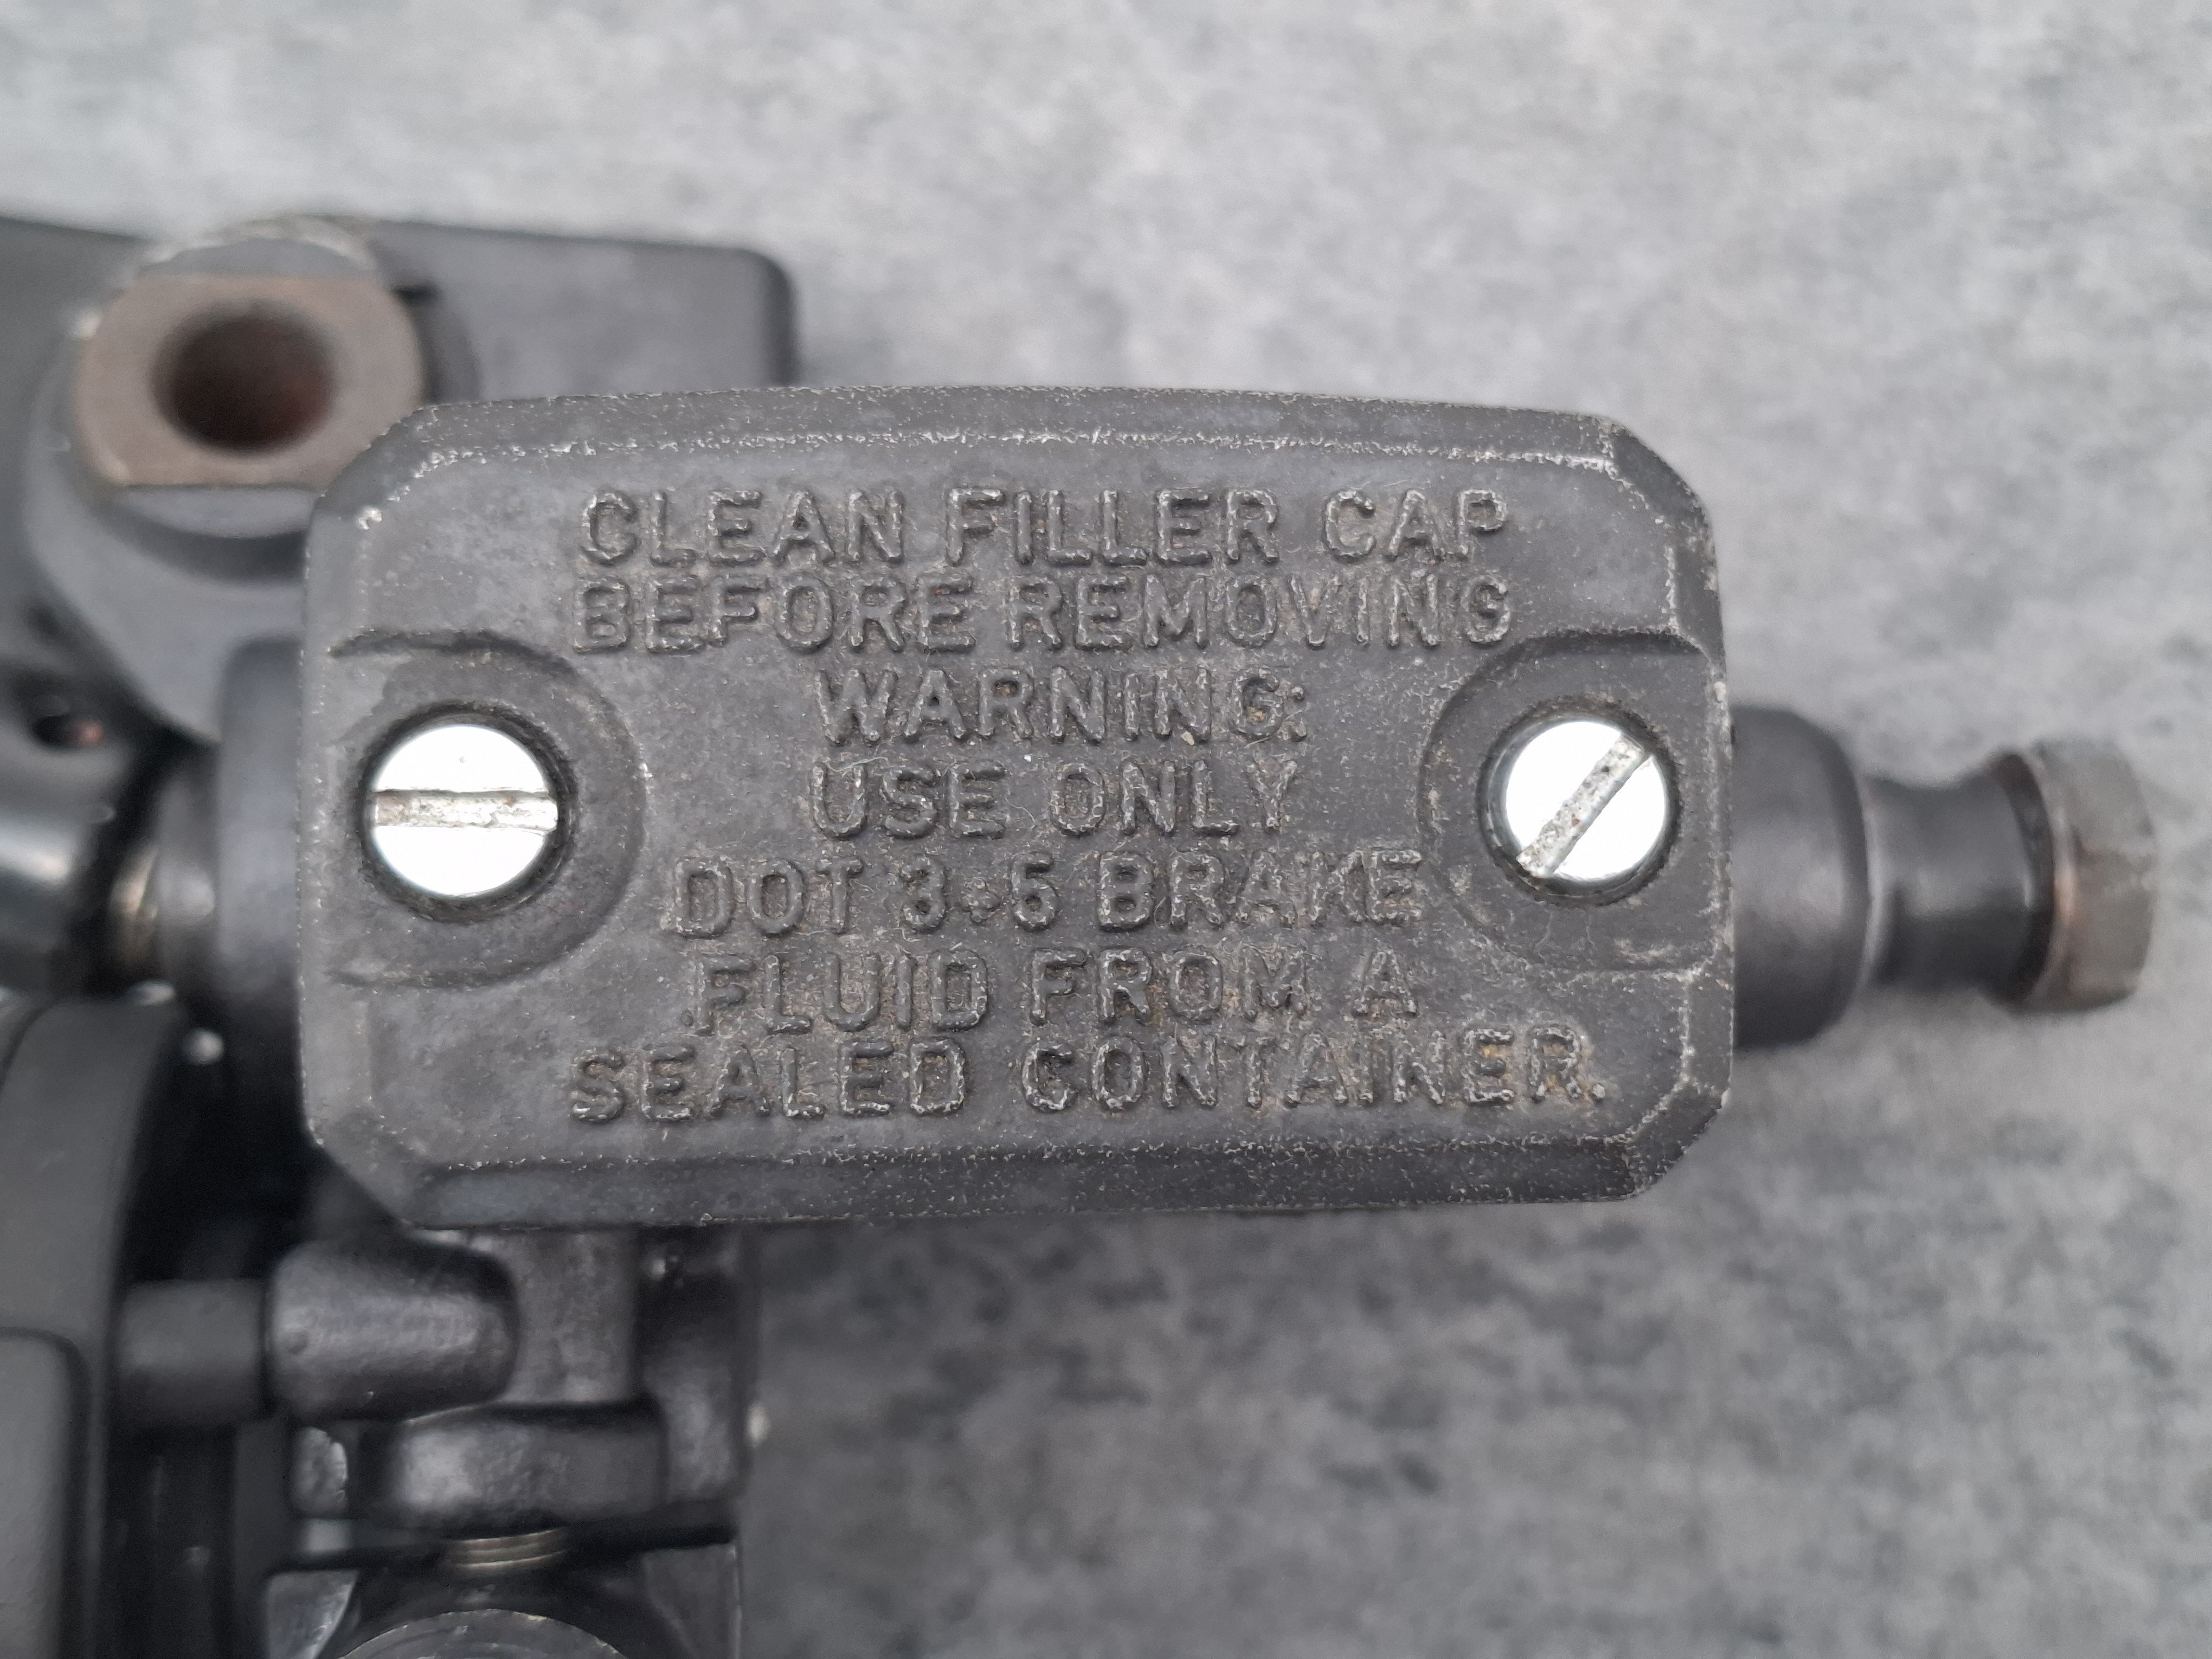 CLEAN FILLER CAP
BEFORE REMOVING
WARNING:
USE ONLY
DOT 3+5 BRAKE
FLUID FROM A
SEALED CONTAINER.